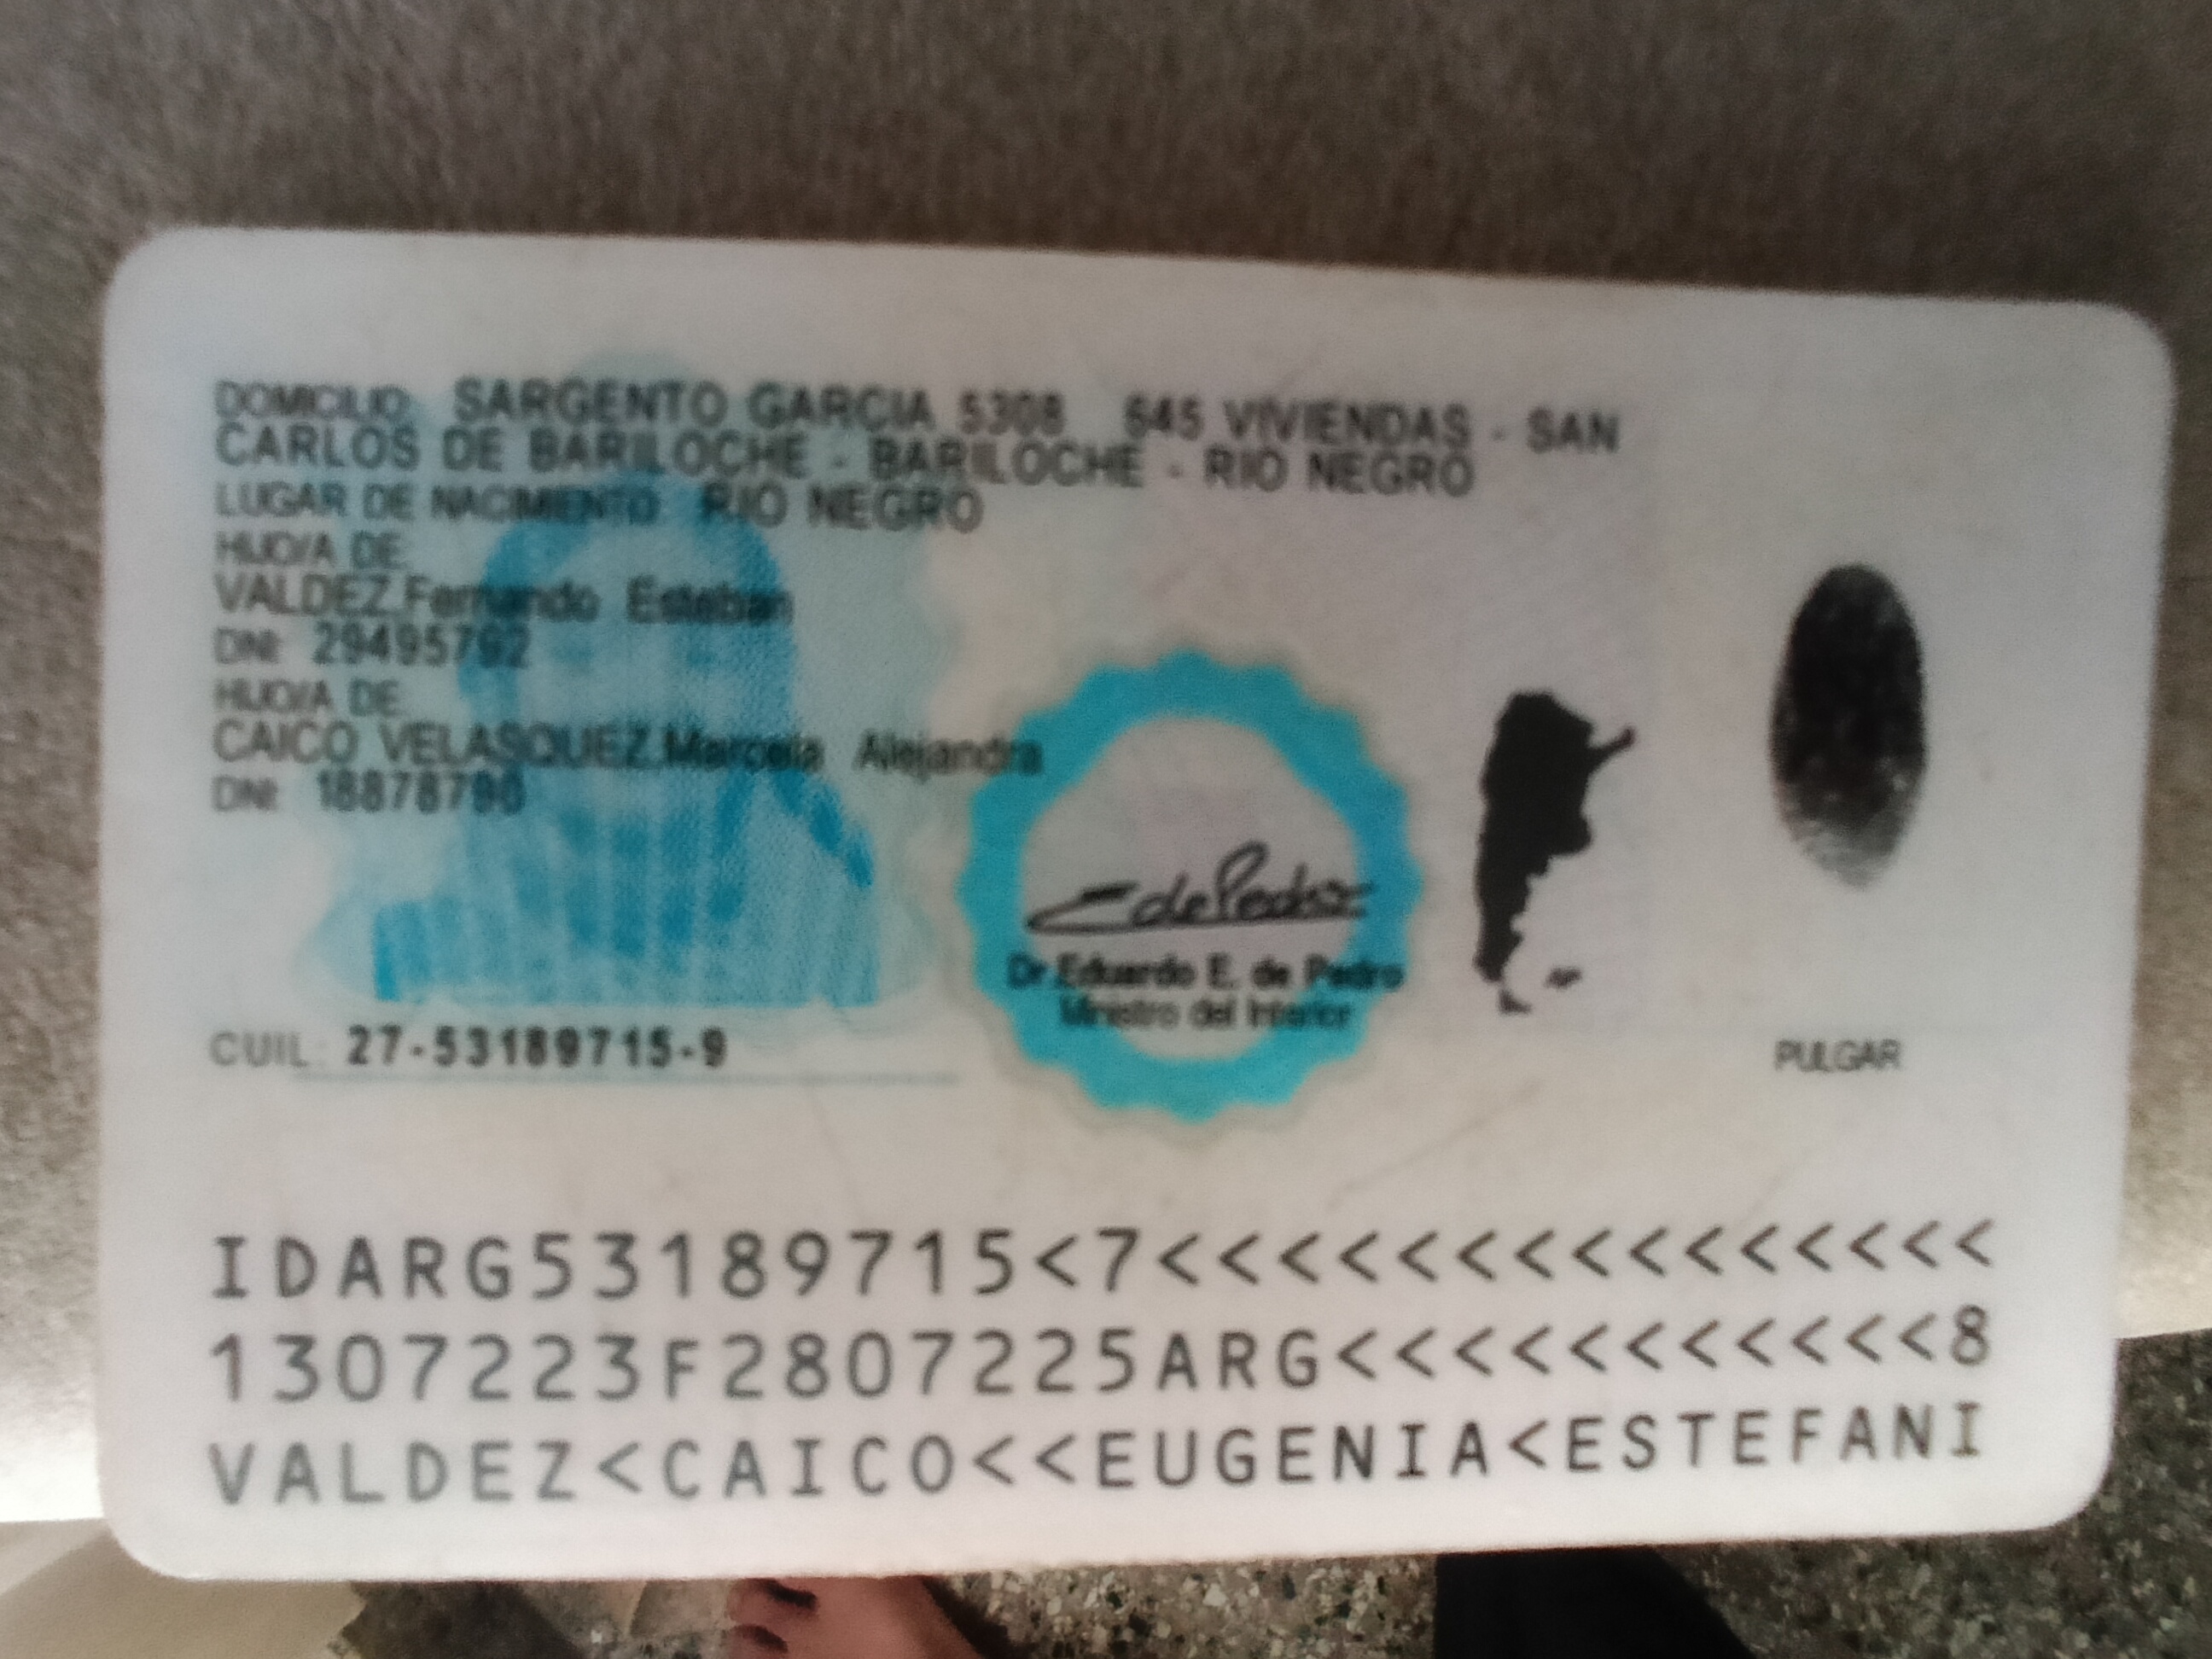 DOMICILIO: SARGENTO GARCIA 5308 645 VIVIENDAS - SAN
CARLOS DE BARILOCHE - BARILOCHE - RIO NEGRO
LUGAR DE NACIMIENTO: RIO NEGRO
HIJO/A DE:
VALDEZ,Fernando Esteban
DNI: 29495792
HIJO/A DE:
CAICO VELASQUEZ,Marcela Alejandra
DNI: 18878790
EdePedro
Dr.Eduardo E. de Pedro
Ministro del Interior
CUIL: 27-53189715-9
PULGAR
IDARG53189715<7<<<<<<<<<<<<<<<
1307223F2807225ARG<<<<<<<<<<<8
VALDEZ<CAICO<<EUGENIA<ESTEFANI